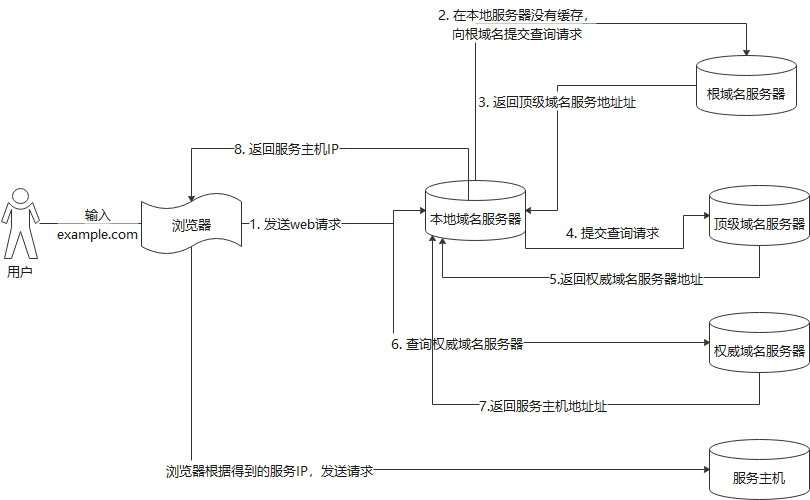 2. 在本地服务器没有缓存，
向根域名提交查询请求
根域名服务器
3. 返回顶级域名服务地址址
8. 返回服务主机IP
输入
example.com
用户
浏览器
1. 发送web请求
本地域名服务器
4. 提交查询请求
顶级域名服务器
5.返回权威域名服务器地址
6. 查询权威域名服务器
权威域名服务器
7.返回服务主机地址址
浏览器根据得到的服务IP，发送请求
服务主机